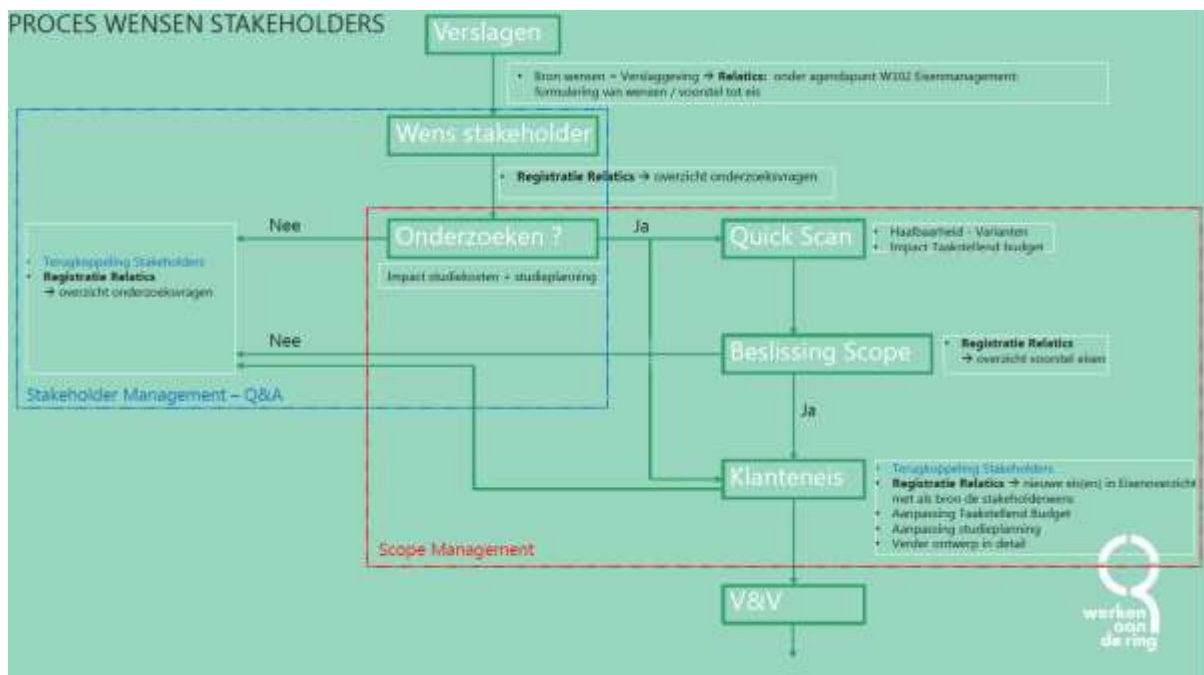 PROCES WENSEN STAKEHOLDERS
Verslagen
• Bron wensen = Verslaggeving → Relatics: onder agendapunt W102 Eisenmanagement:
formulering van wensen / voorstel tot eis
Wens stakeholder
• Registratie Relatics → overzicht onderzoeksvragen
Nee
Onderzoeken ?
Ja
Quick Scan
• Haalbaarheid - Varianten
• Impact Taakstellend budget
Impact studiekosten + studieplanning
• Terugkoppeling Stakeholders
• Registratie Relatics
→ overzicht onderzoeksvragen
Nee
Beslissing Scope
• Registratie Relatics
→ overzicht voorstel eisen
Stakeholder Management – Q&A
Ja
Klanteneis
• Terugkoppeling Stakeholders
• Registratie Relatics → nieuwe eis(en) in Eisenoverzicht
met als bron de stakeholderwens
• Aanpassing Taakstellend Budget
• Aanpassing studieplanning
• Verder ontwerp in detail
Scope Management
V&V
werken
aan
de ring